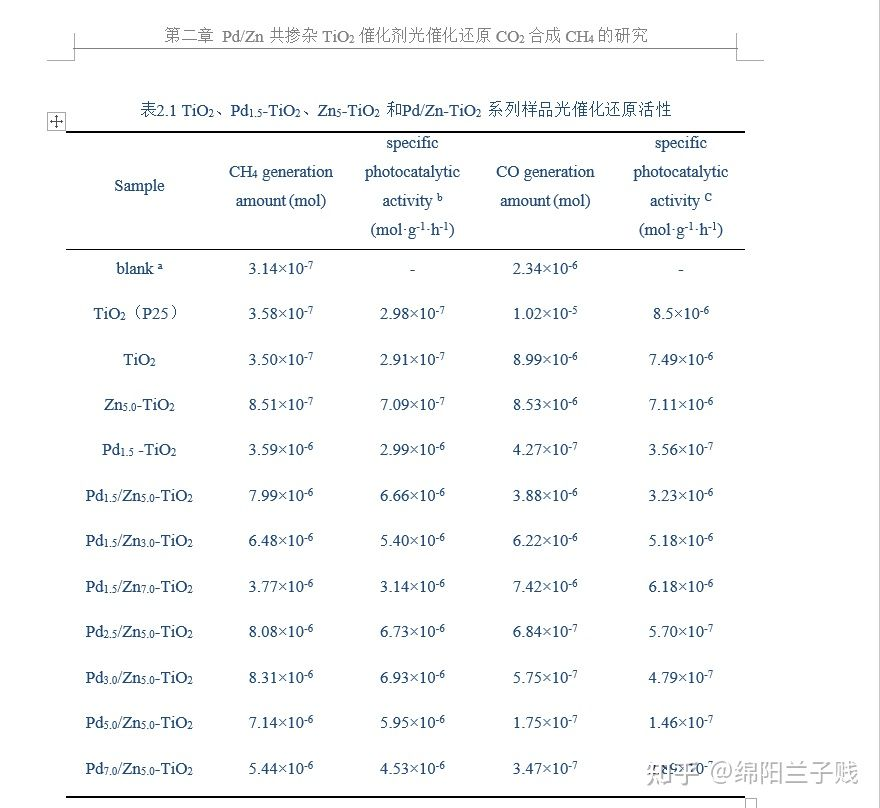 第二章 Pd/Zn 共掺杂 TiO₂ 催化剂光催化还原 CO₂ 合成 CH₄ 的研究
表2.1 TiO₂、Pd₁.₅-TiO₂、Zn₅-TiO₂ 和Pd/Zn-TiO₂ 系列样品光催化还原活性
Sample CH₄ generation amount (mol) specific photocatalytic activity ᵇ (mol·g⁻¹·h⁻¹) CO generation amount (mol) specific photocatalytic activity ᶜ (mol·g⁻¹·h⁻¹)
blank ᵃ 3.14×10⁻⁷ - 2.34×10⁻⁶ -
TiO₂（P25） 3.58×10⁻⁷ 2.98×10⁻⁷ 1.02×10⁻⁵ 8.5×10⁻⁶
TiO₂ 3.50×10⁻⁷ 2.91×10⁻⁷ 8.99×10⁻⁶ 7.49×10⁻⁶
Zn₅.₀-TiO₂ 8.51×10⁻⁷ 7.09×10⁻⁷ 8.53×10⁻⁶ 7.11×10⁻⁶
Pd₁.₅ -TiO₂ 3.59×10⁻⁶ 2.99×10⁻⁶ 4.27×10⁻⁷ 3.56×10⁻⁷
Pd₁.₅/Zn₅.₀-TiO₂ 7.99×10⁻⁶ 6.66×10⁻⁶ 3.88×10⁻⁶ 3.23×10⁻⁶
Pd₁.₅/Zn₃.₀-TiO₂ 6.48×10⁻⁶ 5.40×10⁻⁶ 6.22×10⁻⁶ 5.18×10⁻⁶
Pd₁.₅/Zn₇.₀-TiO₂ 3.77×10⁻⁶ 3.14×10⁻⁶ 7.42×10⁻⁶ 6.18×10⁻⁶
Pd₂.₅/Zn₅.₀-TiO₂ 8.08×10⁻⁶ 6.73×10⁻⁶ 6.84×10⁻⁷ 5.70×10⁻⁷
Pd₃.₀/Zn₅.₀-TiO₂ 8.31×10⁻⁶ 6.93×10⁻⁶ 5.75×10⁻⁷ 4.79×10⁻⁷
Pd₅.₀/Zn₅.₀-TiO₂ 7.14×10⁻⁶ 5.95×10⁻⁶ 1.75×10⁻⁷ 1.46×10⁻⁷
Pd₇.₀/Zn₅.₀-TiO₂ 5.44×10⁻⁶ 4.53×10⁻⁶ 3.47×10⁻⁷
知乎 @绵阳兰子贱